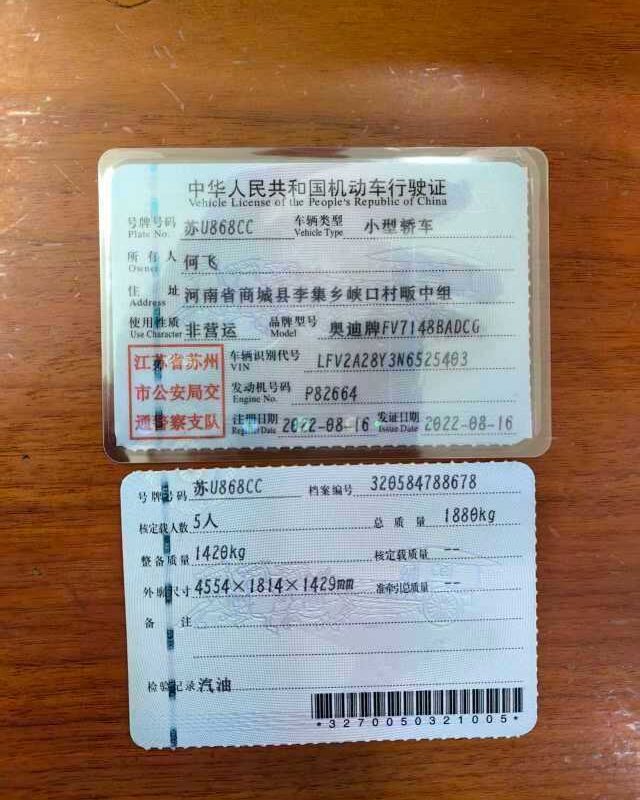 中华人民共和国机动车行驶证
Vehicle License of the People's Republic of China
号牌号码 苏U868CC 车辆类型 小型轿车
Plate No. Vehicle Type
所有人 何飞
Owner
住址 河南省商城县李集乡峡口村畈中组
Address
使用性质 非营运 品牌型号 奥迪牌FV7148BADCG
Use Character Model
江苏省苏州
市公安局交
通警察支队
车辆识别代号 LFV2A28Y3N6525403
VIN
发动机号码 P82664
Engine No.
注册日期 2022-08-16 发证日期 2022-08-16
Register Date Issue Date
号牌号码 苏U868CC 档案编号 320584788678
核定载人数 5人 总质量 1880kg
整备质量 1420kg 核定载质量 --
外廓尺寸 4554×1814×1429mm 准牵引总质量 --
备注
检验记录 汽油
*3270050321005*